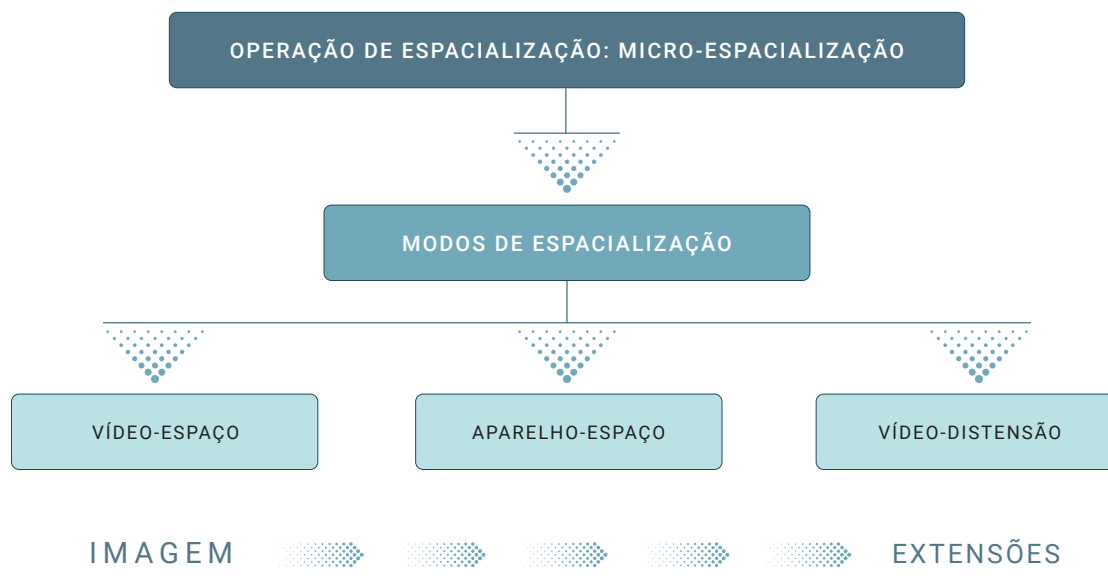 OPERAÇÃO DE ESPACIALIZAÇÃO: MICRO-ESPACIALIZAÇÃO
MODOS DE ESPACIALIZAÇÃO
VÍDEO-ESPAÇO
APARELHO-ESPAÇO
VÍDEO-DISTENSÃO
IMAGEM
EXTENSÕES